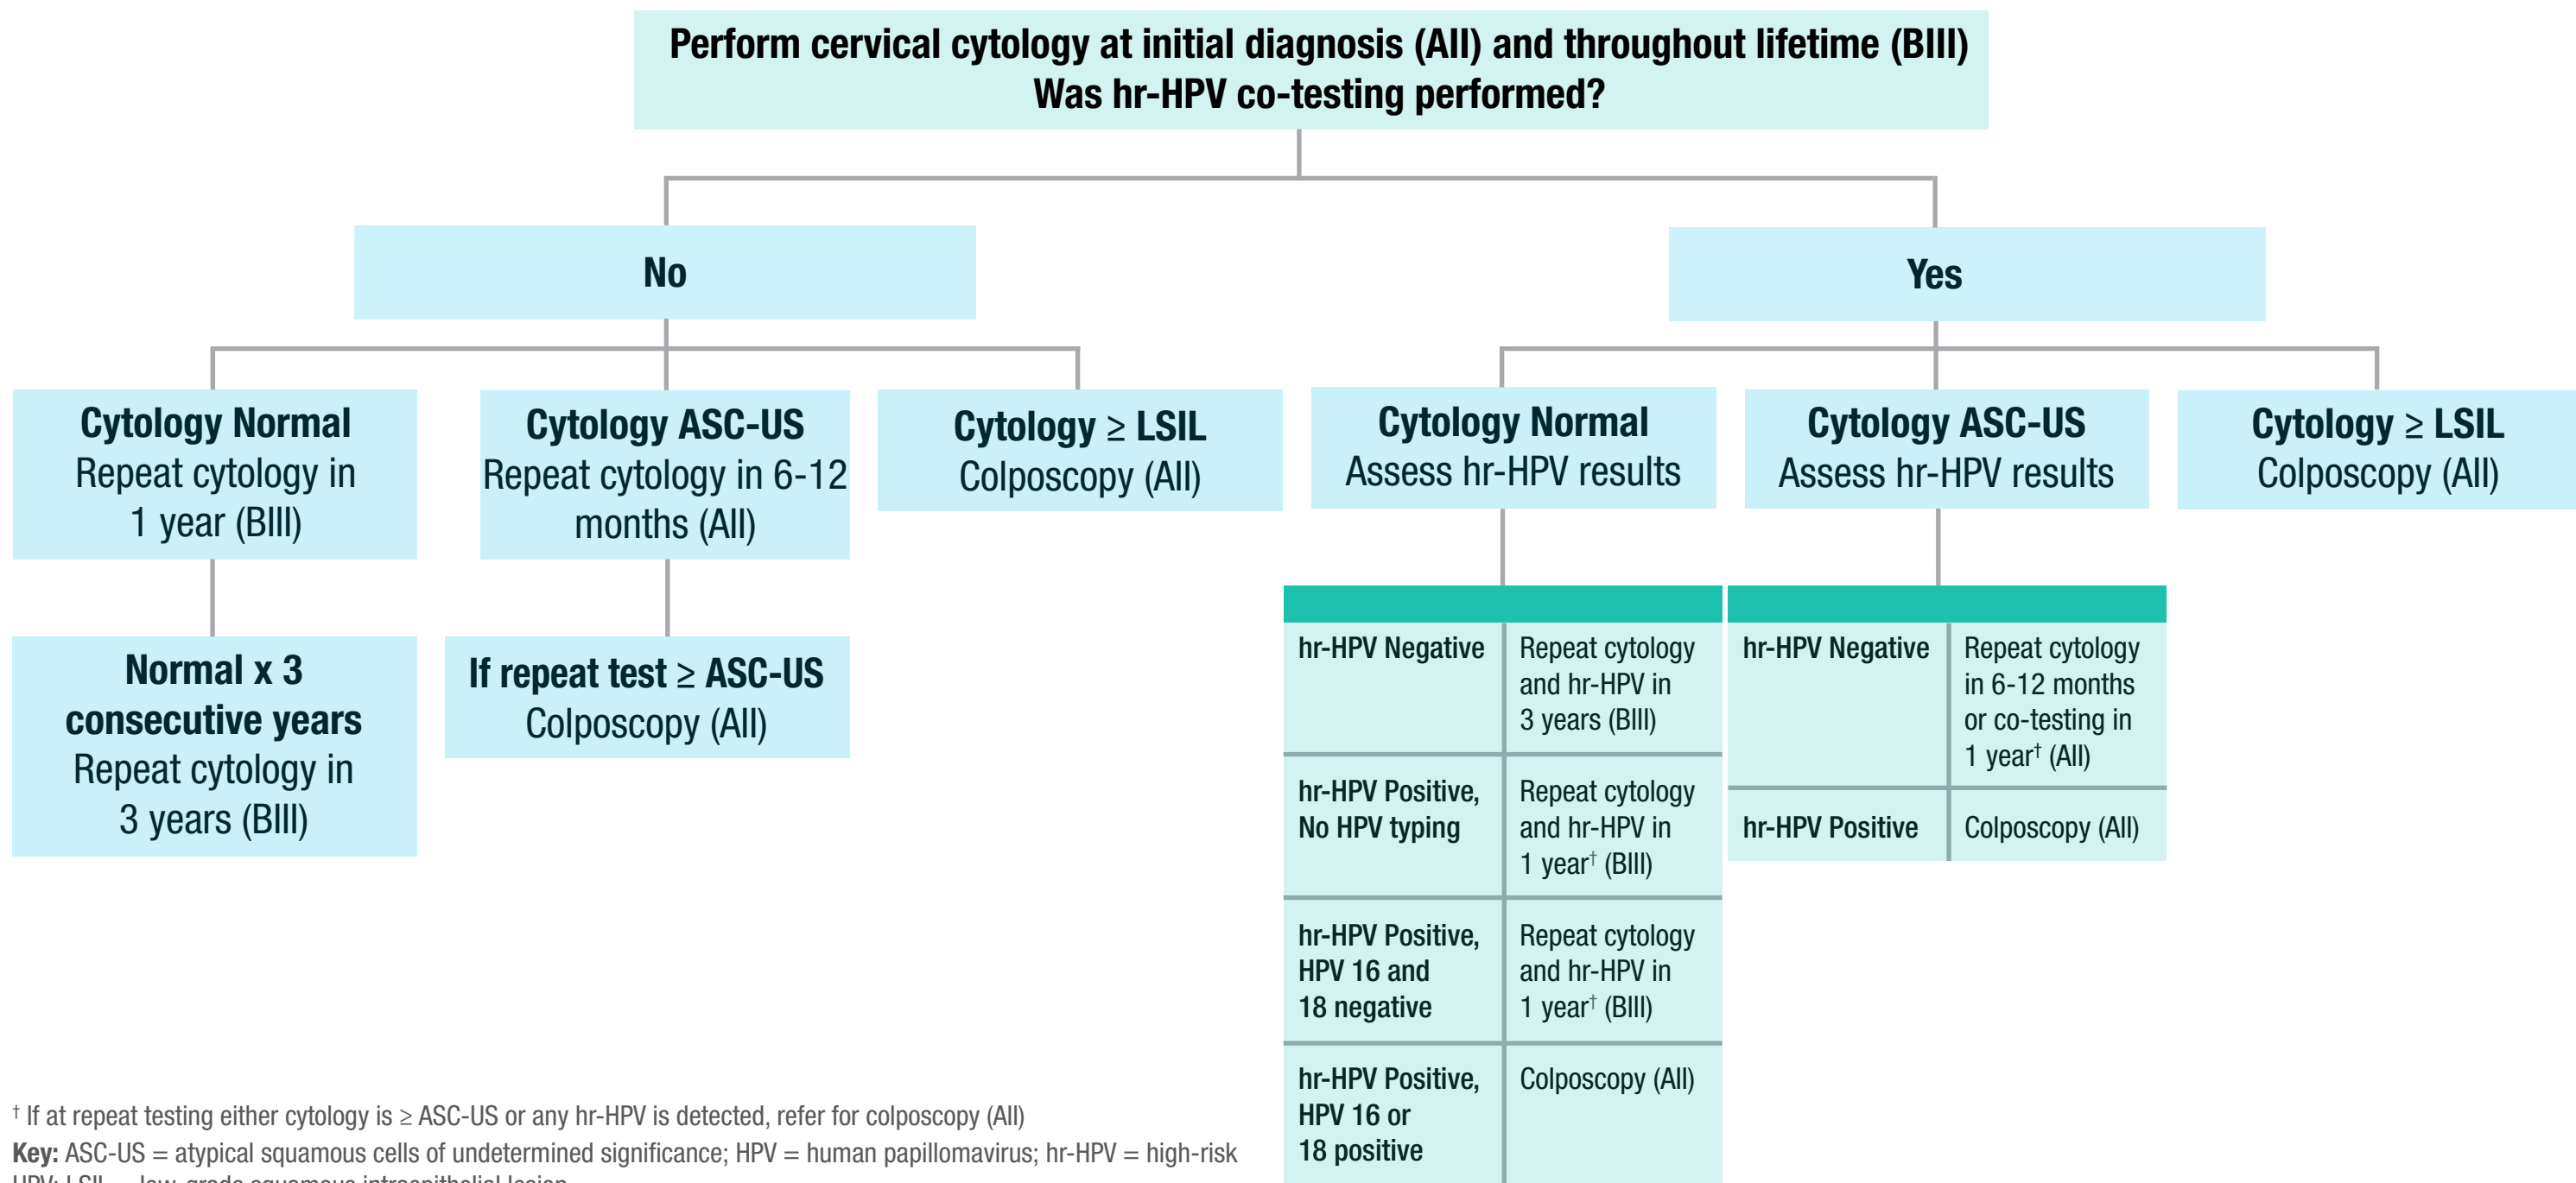 Perform cervical cytology at initial diagnosis (AII) and throughout lifetime (BIII)
Was hr-HPV co-testing performed?
No
Yes
Cytology Normal
Repeat cytology in
1 year (BIII)
Cytology ASC-US
Repeat cytology in 6-12
months (AII)
Cytology ≥ LSIL
Colposcopy (AII)
Cytology Normal
Assess hr-HPV results
Cytology ASC-US
Assess hr-HPV results
Cytology ≥ LSIL
Colposcopy (AII)
Normal x 3
consecutive years
Repeat cytology in
3 years (BIII)
If repeat test ≥ ASC-US
Colposcopy (AII)
hr-HPV Negative
Repeat cytology
and hr-HPV in
3 years (BIII)
hr-HPV Positive,
No HPV typing
Repeat cytology
and hr-HPV in
1 year† (BIII)
hr-HPV Positive,
HPV 16 and
18 negative
Repeat cytology
and hr-HPV in
1 year† (BIII)
hr-HPV Positive,
HPV 16 or
18 positive
Colposcopy (AII)
hr-HPV Negative
Repeat cytology
in 6-12 months
or co-testing in
1 year† (AII)
hr-HPV Positive
Colposcopy (AII)
† If at repeat testing either cytology is ≥ ASC-US or any hr-HPV is detected, refer for colposcopy (AII)
Key: ASC-US = atypical squamous cells of undetermined significance; HPV = human papillomavirus; hr-HPV = high-risk
HPV; LSIL = low-grade squamous intraepithelial lesion